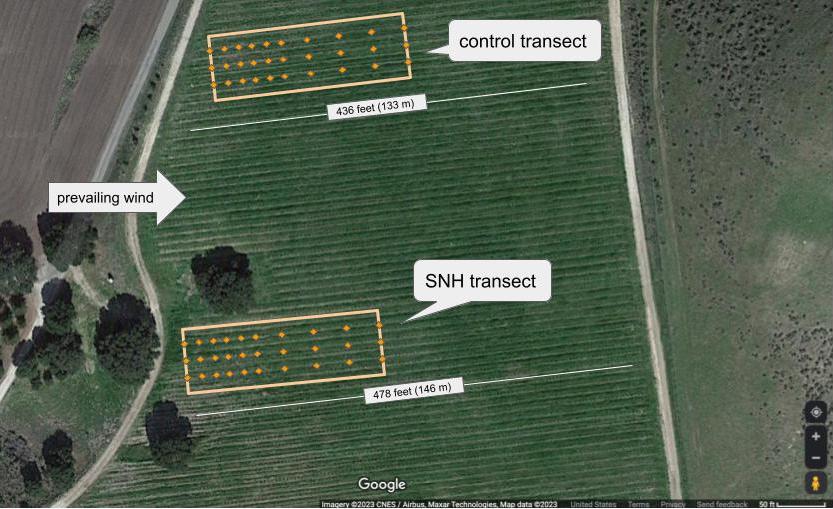 control transect
436 feet (133 m)
prevailing wind
SNH transect
478 feet (146 m)
Google
Imagery ©2023 CNES / Airbus, Maxar Technologies, Map data ©2023 United States Terms Privacy Send feedback 50 ft